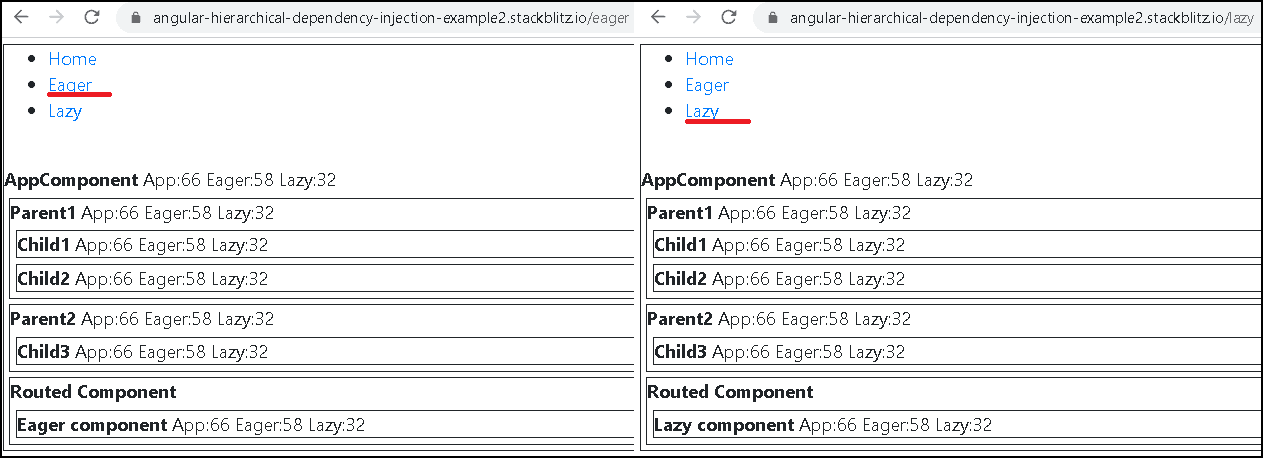 angular-hierarchical-dependency-injection-example2.stackblitz.io/eager
Home
Eager
Lazy
AppComponent App:66 Eager:58 Lazy:32
Parent1 App:66 Eager:58 Lazy:32
Child1 App:66 Eager:58 Lazy:32
Child2 App:66 Eager:58 Lazy:32
Parent2 App:66 Eager:58 Lazy:32
Child3 App:66 Eager:58 Lazy:32
Routed Component
Eager component App:66 Eager:58 Lazy:32
angular-hierarchical-dependency-injection-example2.stackblitz.io/lazy
Home
Eager
Lazy
AppComponent App:66 Eager:58 Lazy:32
Parent1 App:66 Eager:58 Lazy:32
Child1 App:66 Eager:58 Lazy:32
Child2 App:66 Eager:58 Lazy:32
Parent2 App:66 Eager:58 Lazy:32
Child3 App:66 Eager:58 Lazy:32
Routed Component
Lazy component App:66 Eager:58 Lazy:32